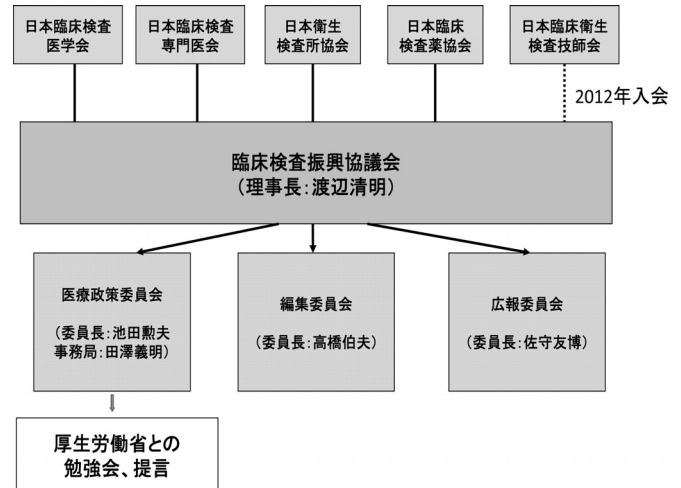 日本臨床検査
医学会
日本臨床検査
専門医会
日本衛生
検査所協会
日本臨床
検査薬協会
日本臨床衛生
検査技師会
2012年入会
臨床検査振興協議会
(理事長:渡辺清明)
医療政策委員会
(委員長:池田勲夫
事務局:田澤義明)
編集委員会
(委員長:高橋伯夫)
広報委員会
(委員長:佐守友博)
厚生労働省との
勉強会、提言